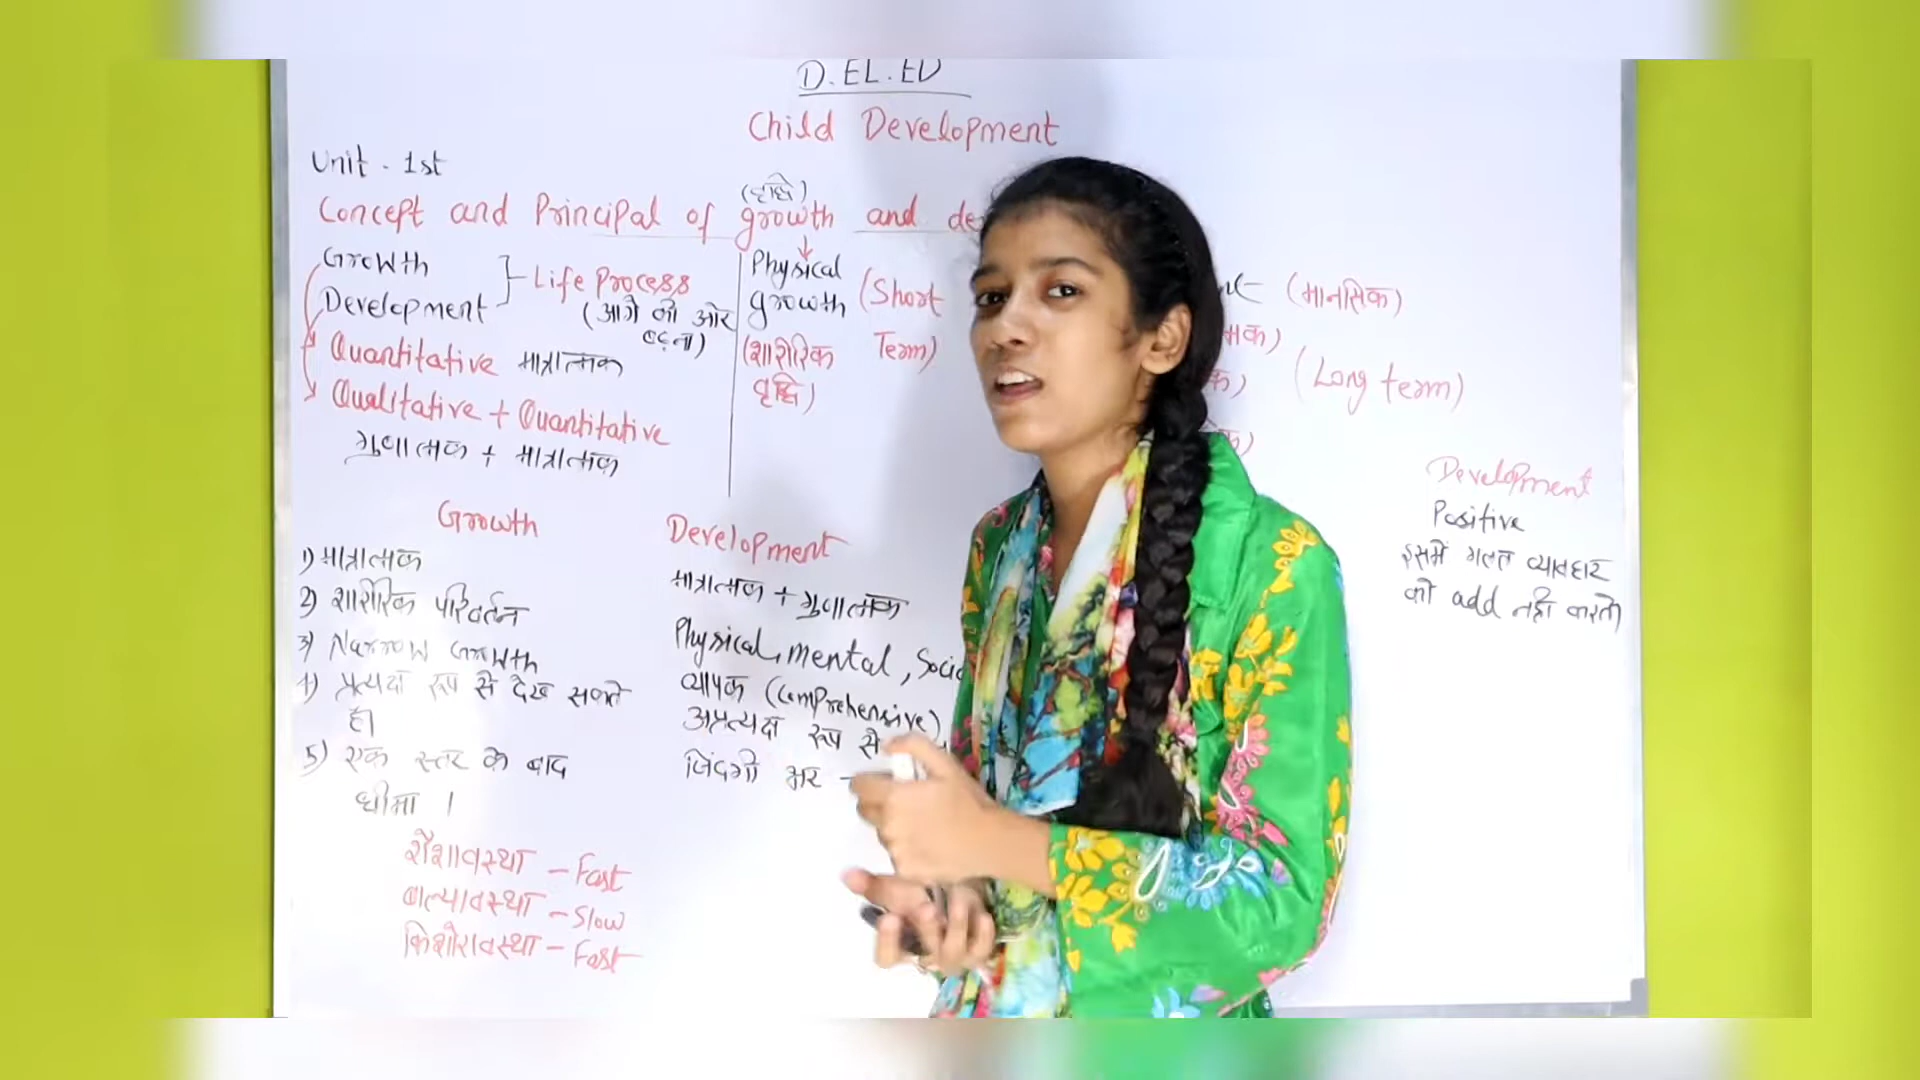 D.EL.ED
Child Development
Unit - 1st
(वृद्धि)
Concept and Principal of growth and de
Growth
Development
Life Process
(आगे की ओर
बढ़ना)
Quantitative मात्रात्मक
Qualitative + Quantitative
गुणात्मक + मात्रात्मक
Physical
growth (Short
Term)
(शारीरिक
वृद्धि)
(मानसिक)
(Long term)
Growth
1) मात्रात्मक
2) शारीरिक परिवर्तन
3) Narrow Growth
4) प्रत्यक्ष रूप से देख सकते
है।
5) एक स्तर के बाद
धीमा ।
शैशावस्था - Fast
बाल्यावस्था - Slow
किशोरावस्था - Fast
Development
मात्रात्मक + गुणात्मक
Physical, mental, Socia
व्यापक (Comprehensive)
अप्रत्यक्ष रूप से
जिंदगी भर -
Development
Positive
इसमें गलत व्यावहार
को add नहीं करते)